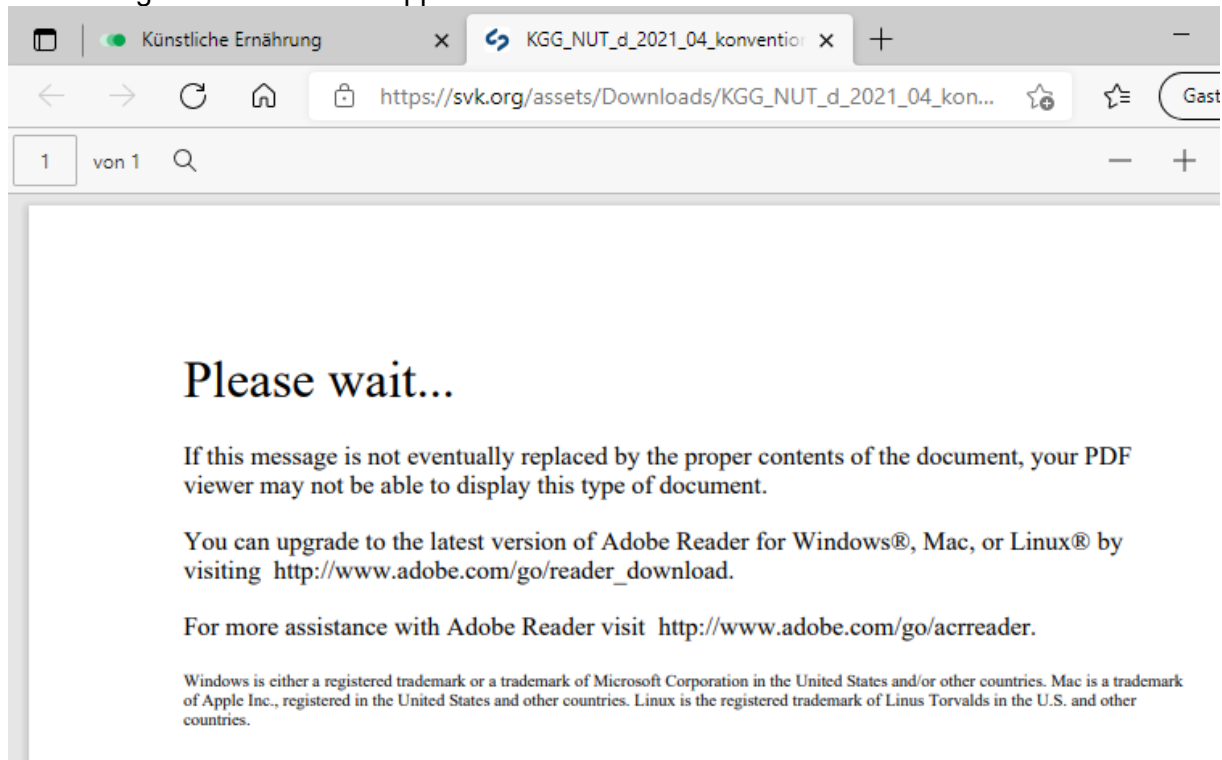 Künstliche Ernährung
KGG_NUT_d_2021_04_konvention
https://svk.org/assets/Downloads/KGG_NUT_d_2021_04_kon...
Gast
1 von 1
Please wait...
If this message is not eventually replaced by the proper contents of the document, your PDF
viewer may not be able to display this type of document.
You can upgrade to the latest version of Adobe Reader for Windows®, Mac, or Linux® by
visiting http://www.adobe.com/go/reader_download.
For more assistance with Adobe Reader visit http://www.adobe.com/go/acrreader.
Windows is either a registered trademark or a trademark of Microsoft Corporation in the United States and/or other countries. Mac is a trademark
of Apple Inc., registered in the United States and other countries. Linux is the registered trademark of Linus Torvalds in the U.S. and other
countries.